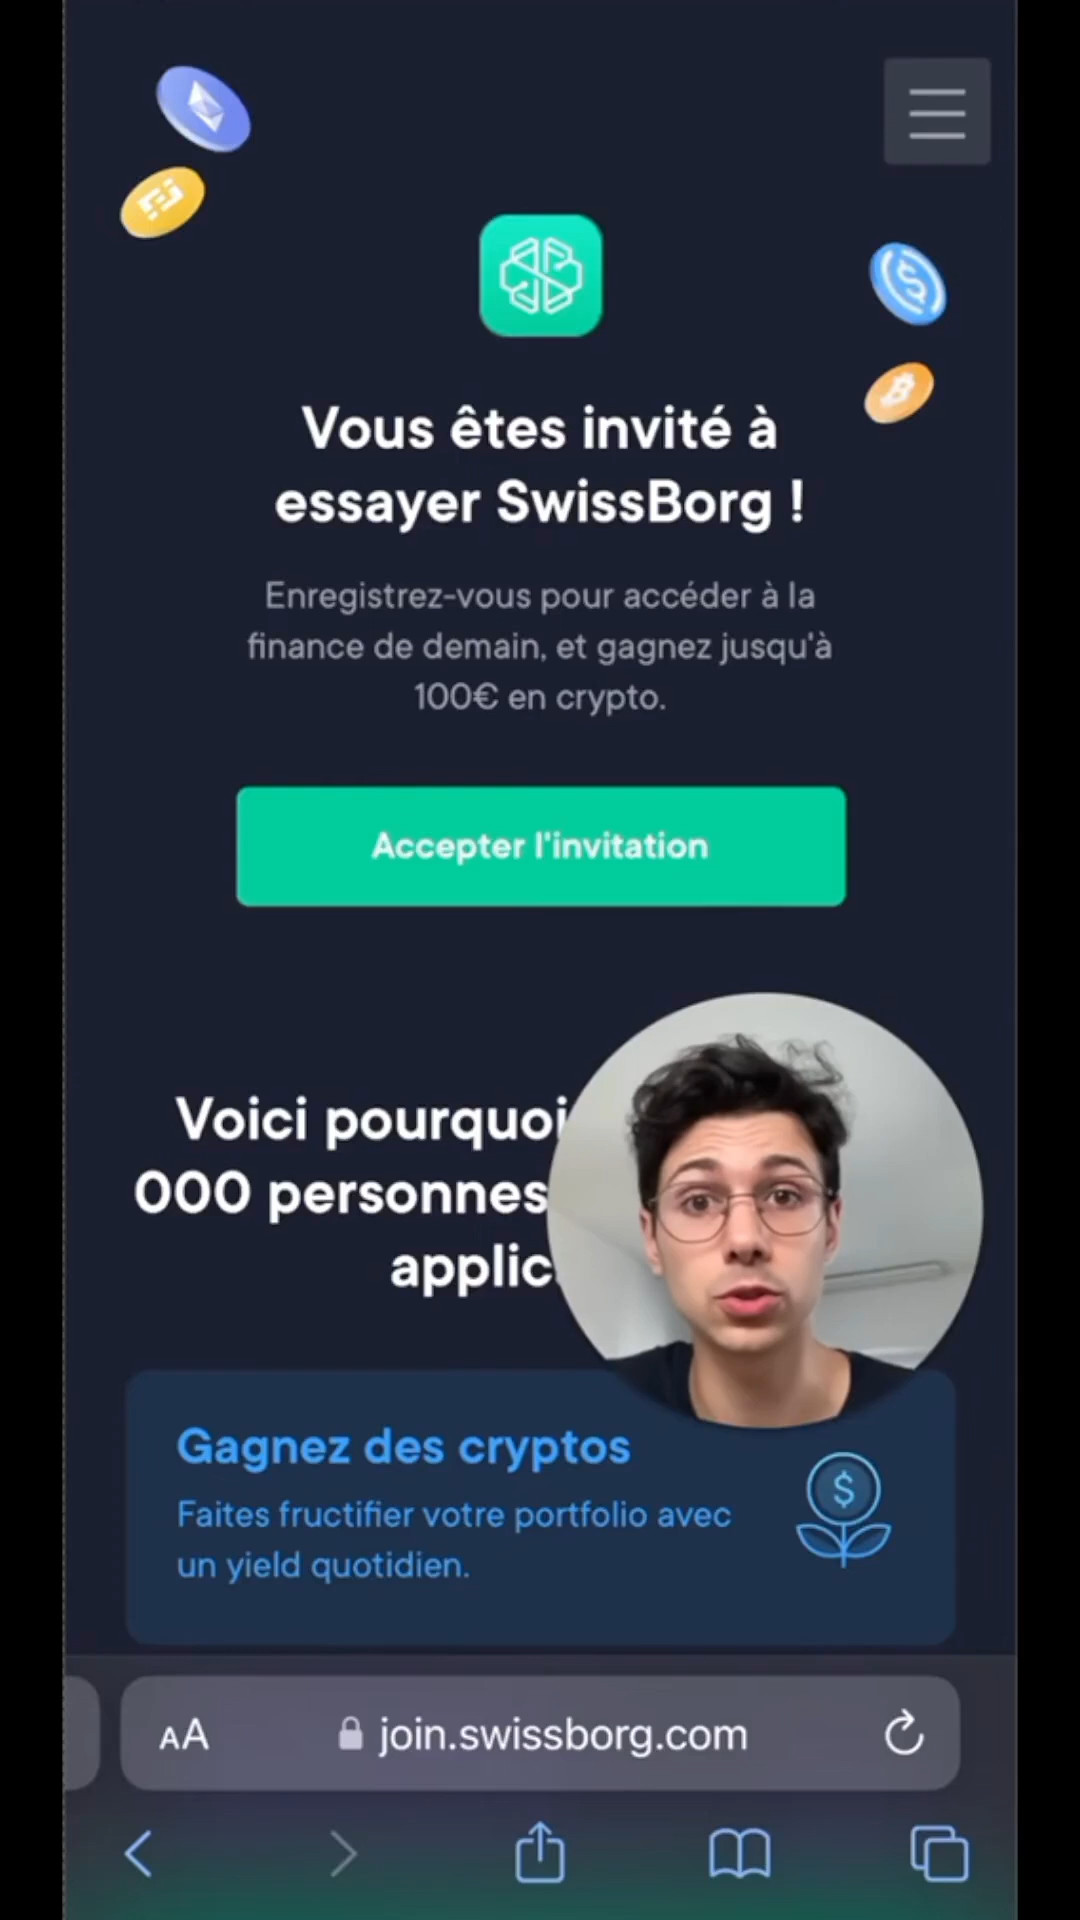 Vous êtes invité à
essayer SwissBorg !
Enregistrez-vous pour accéder à la
finance de demain, et gagnez jusqu'à
100€ en crypto.
Accepter l'invitation
Voici pourquoi
000 personnes
Gagnez des cryptos
Faites fructifier votre portfolio avec
un yield quotidien.
AA
join.swissborg.com